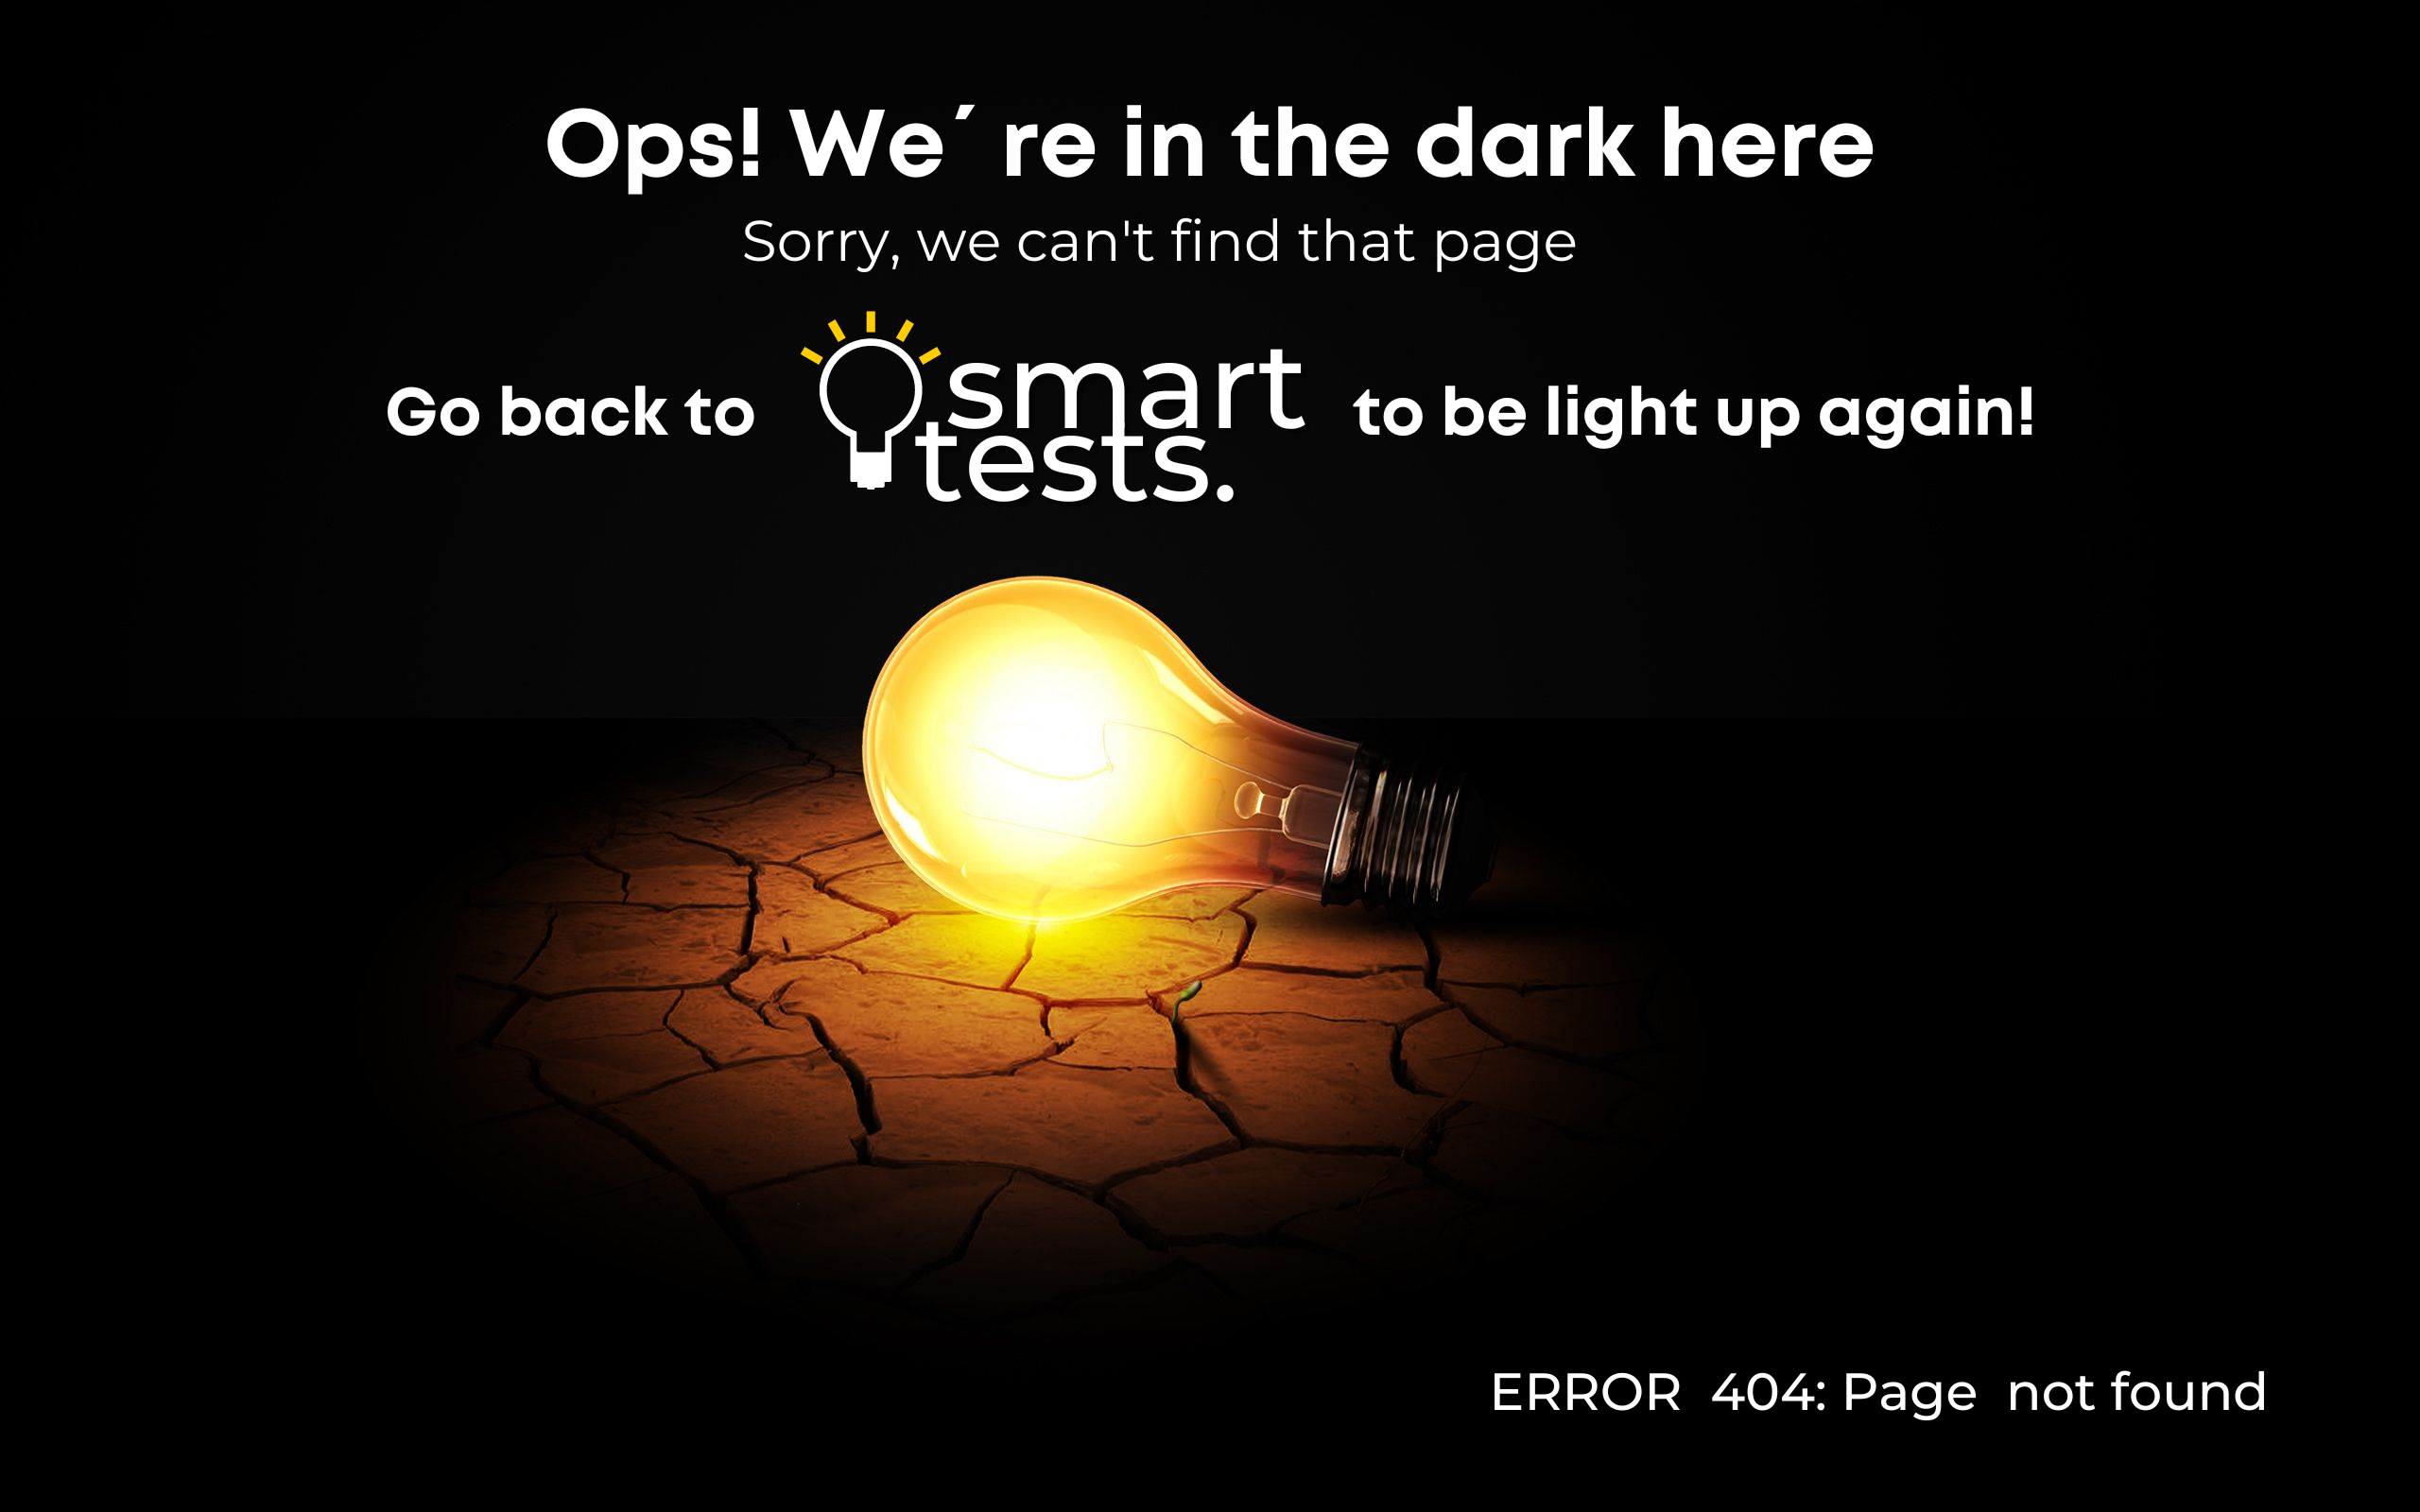 Ops! We´ re in the dark here
Sorry, we can't find that page
Go back to smart tests. to be light up again!
ERROR 404: Page not found